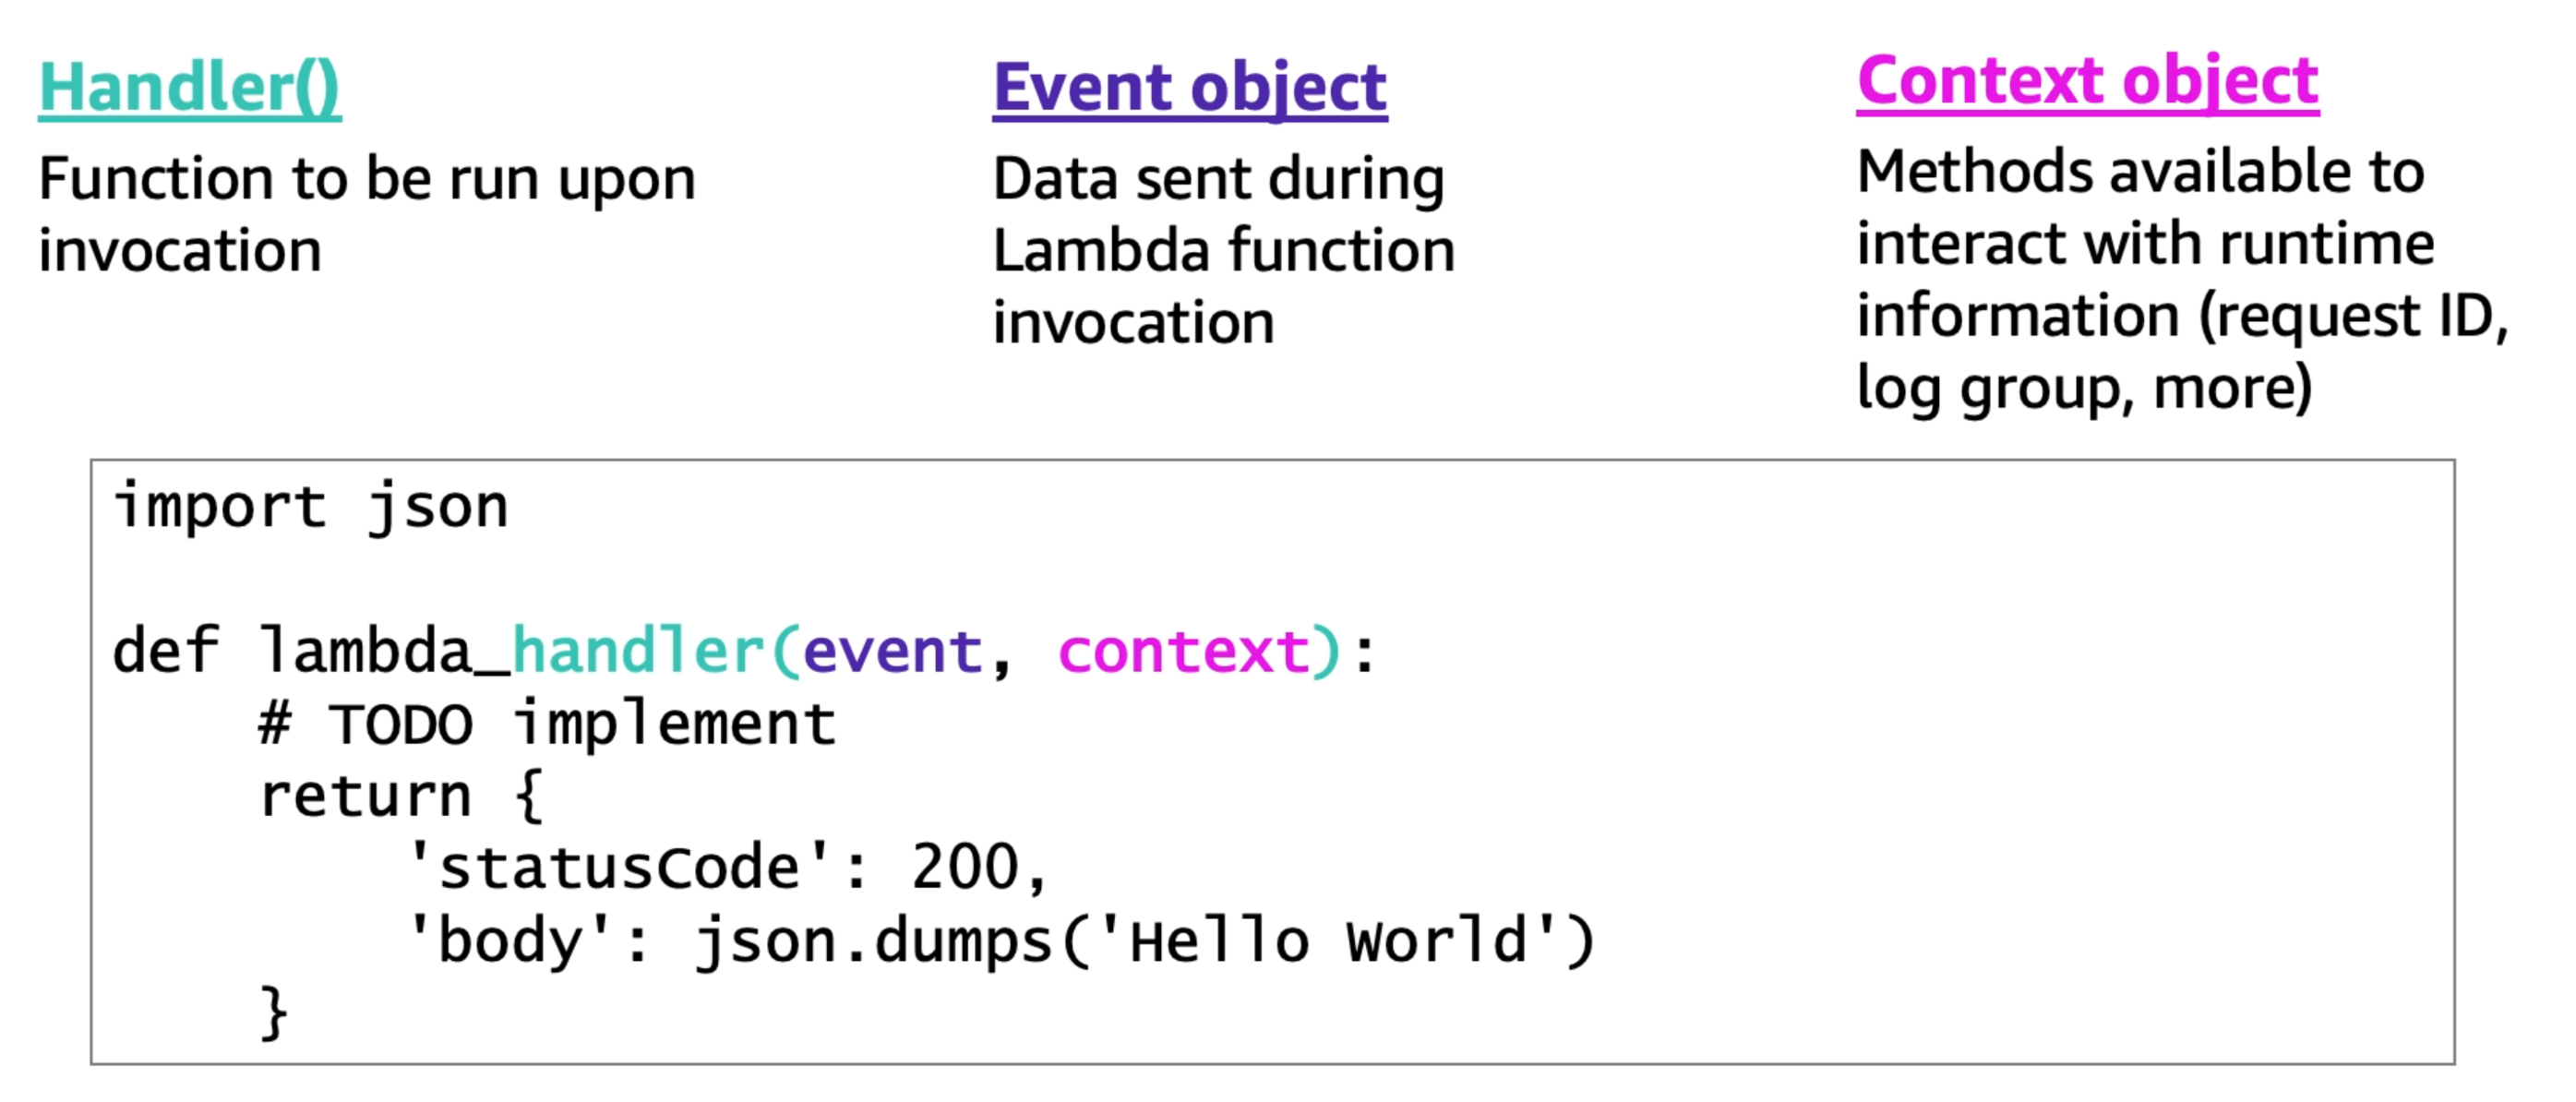 Handler()
Function to be run upon
invocation
Event object
Data sent during
Lambda function
invocation
Context object
Methods available to
interact with runtime
information (request ID,
log group, more)
import json
def lambda_handler(event, context):
    # TODO implement
    return {
        'statusCode': 200,
        'body': json.dumps('Hello World')
    }